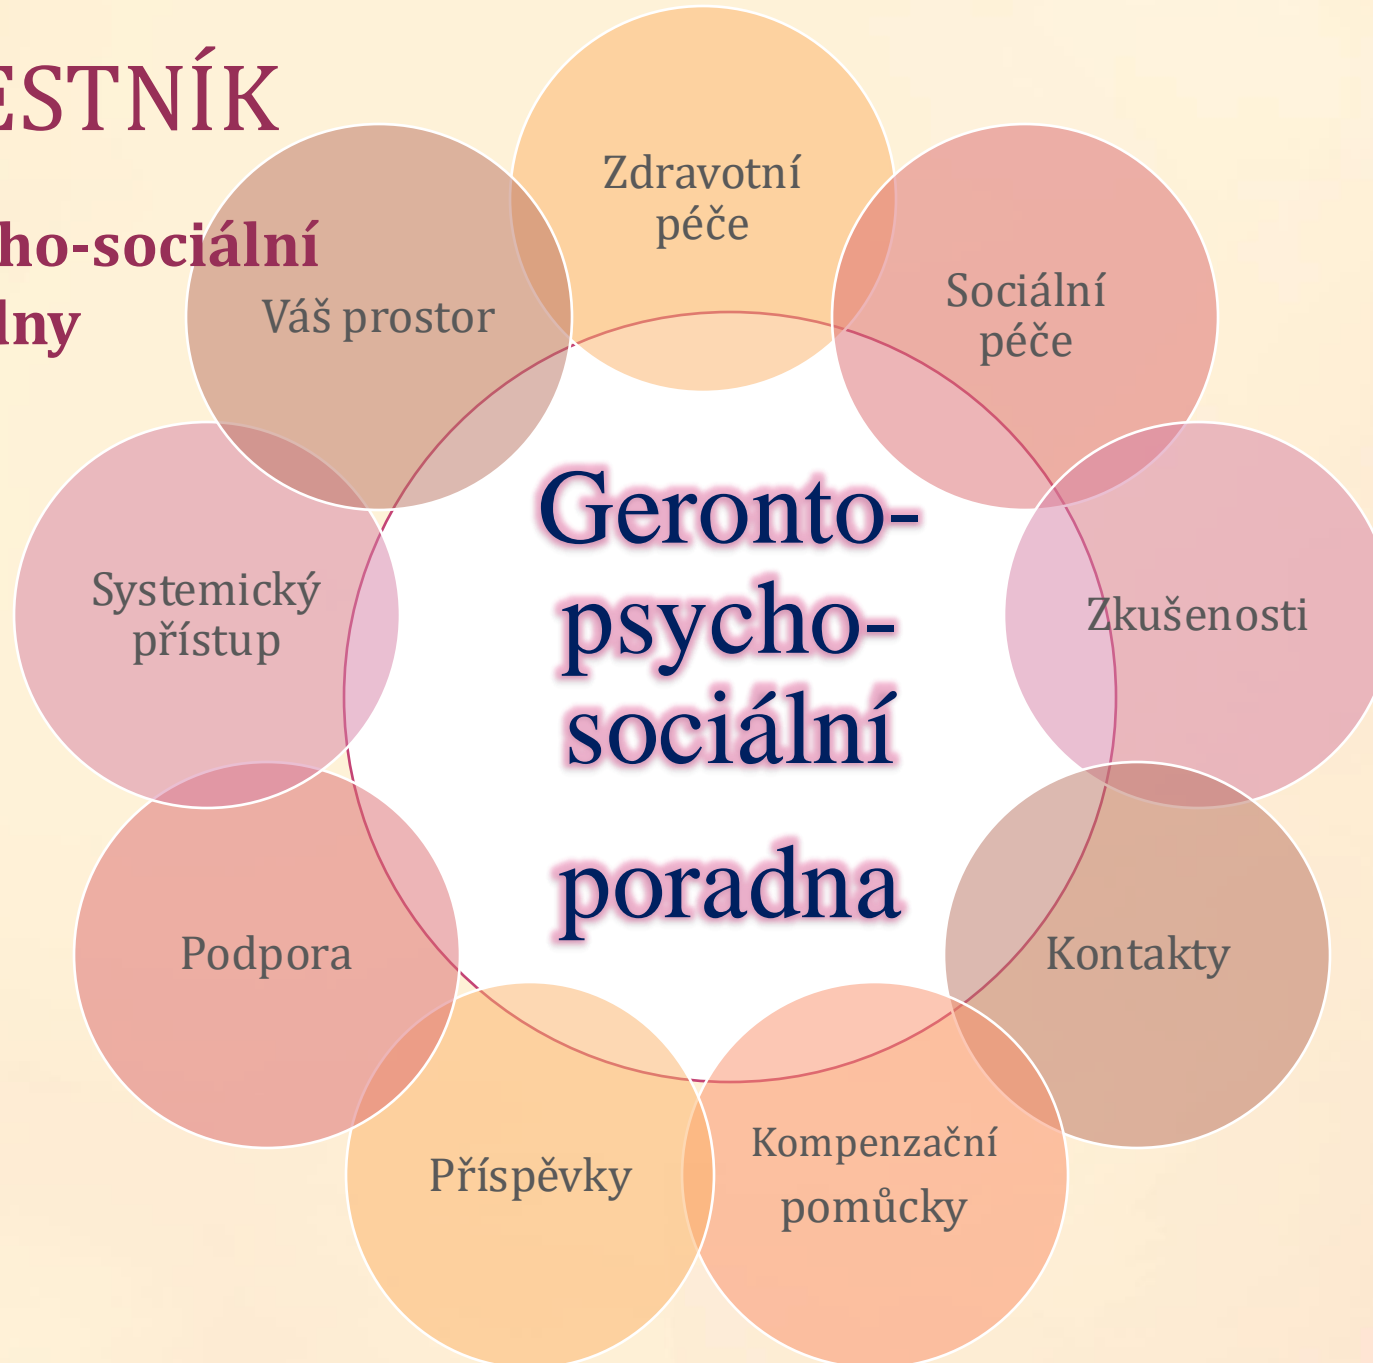 ESTNÍK
ho-sociální
dny
Zdravotní
péče
Sociální
péče
Zkušenosti
Kontakty
Kompenzační
pomůcky
Příspěvky
Podpora
Systemický
přístup
Váš prostor
Geronto-
psycho-
sociální
poradna